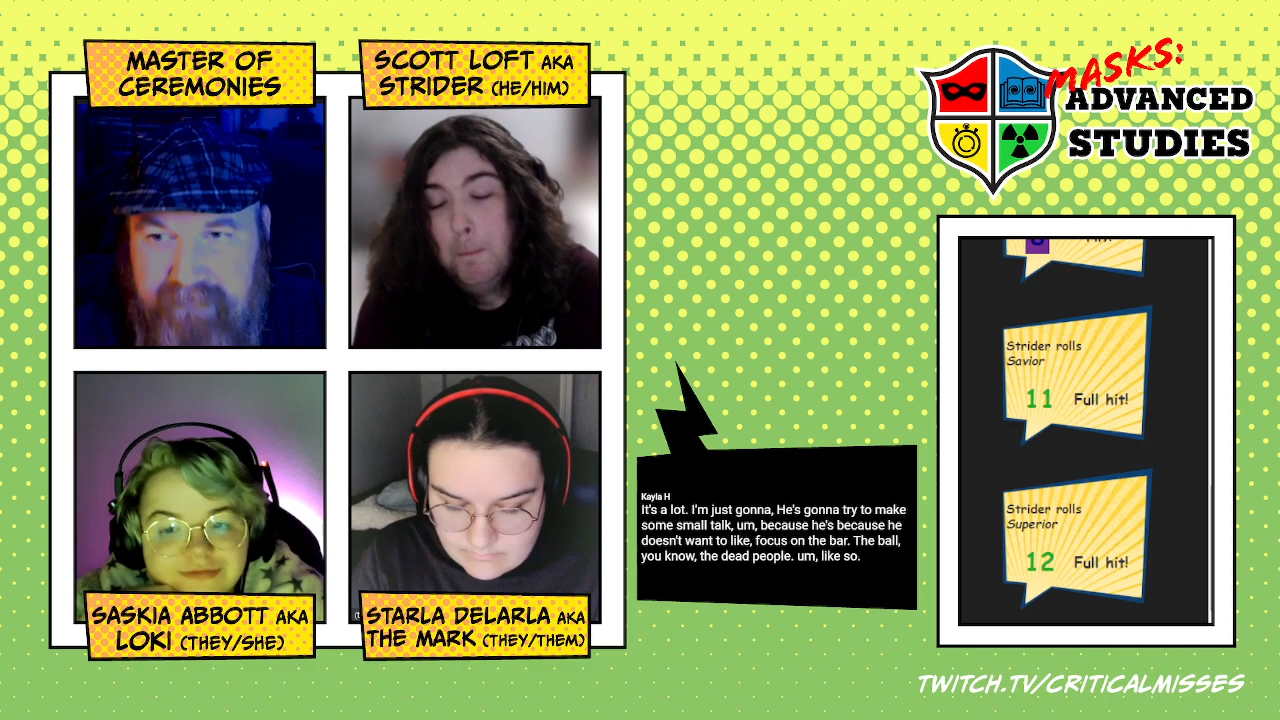 MASTER OF
CEREMONIES
SCOTT LOFT AKA
STRIDER (HE/HIM)
SASKIA ABBOTT AKA
LOKI (THEY/SHE)
STARLA DELARLA AKA
THE MARK (THEY/THEM)
Kayla H
It's a lot. I'm just gonna, He's gonna try to make
some small talk, um, because he's because he
doesn't want to like, focus on the bar. The ball,
you know, the dead people. um, like so.
MASKS:
ADVANCED
STUDIES
Strider rolls
Savior
11 Full hit!
Strider rolls
Superior
12 Full hit!
TWITCH.TV/CRITICALMISSES